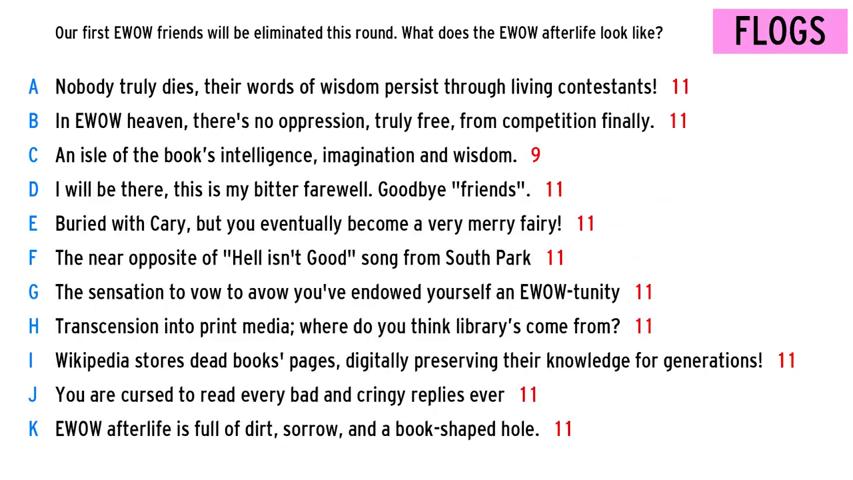 Our first EWOW friends will be eliminated this round. What does the EWOW afterlife look like?
FLOGS
A Nobody truly dies, their words of wisdom persist through living contestants! 11
B In EWOW heaven, there's no oppression, truly free, from competition finally. 11
C An isle of the book’s intelligence, imagination and wisdom. 9
D I will be there, this is my bitter farewell. Goodbye "friends". 11
E Buried with Cary, but you eventually become a very merry fairy! 11
F The near opposite of "Hell isn't Good" song from South Park 11
G The sensation to vow to avow you've endowed yourself an EWOW-tunity 11
H Transcension into print media; where do you think library’s come from? 11
I Wikipedia stores dead books' pages, digitally preserving their knowledge for generations! 11
J You are cursed to read every bad and cringy replies ever 11
K EWOW afterlife is full of dirt, sorrow, and a book-shaped hole. 11